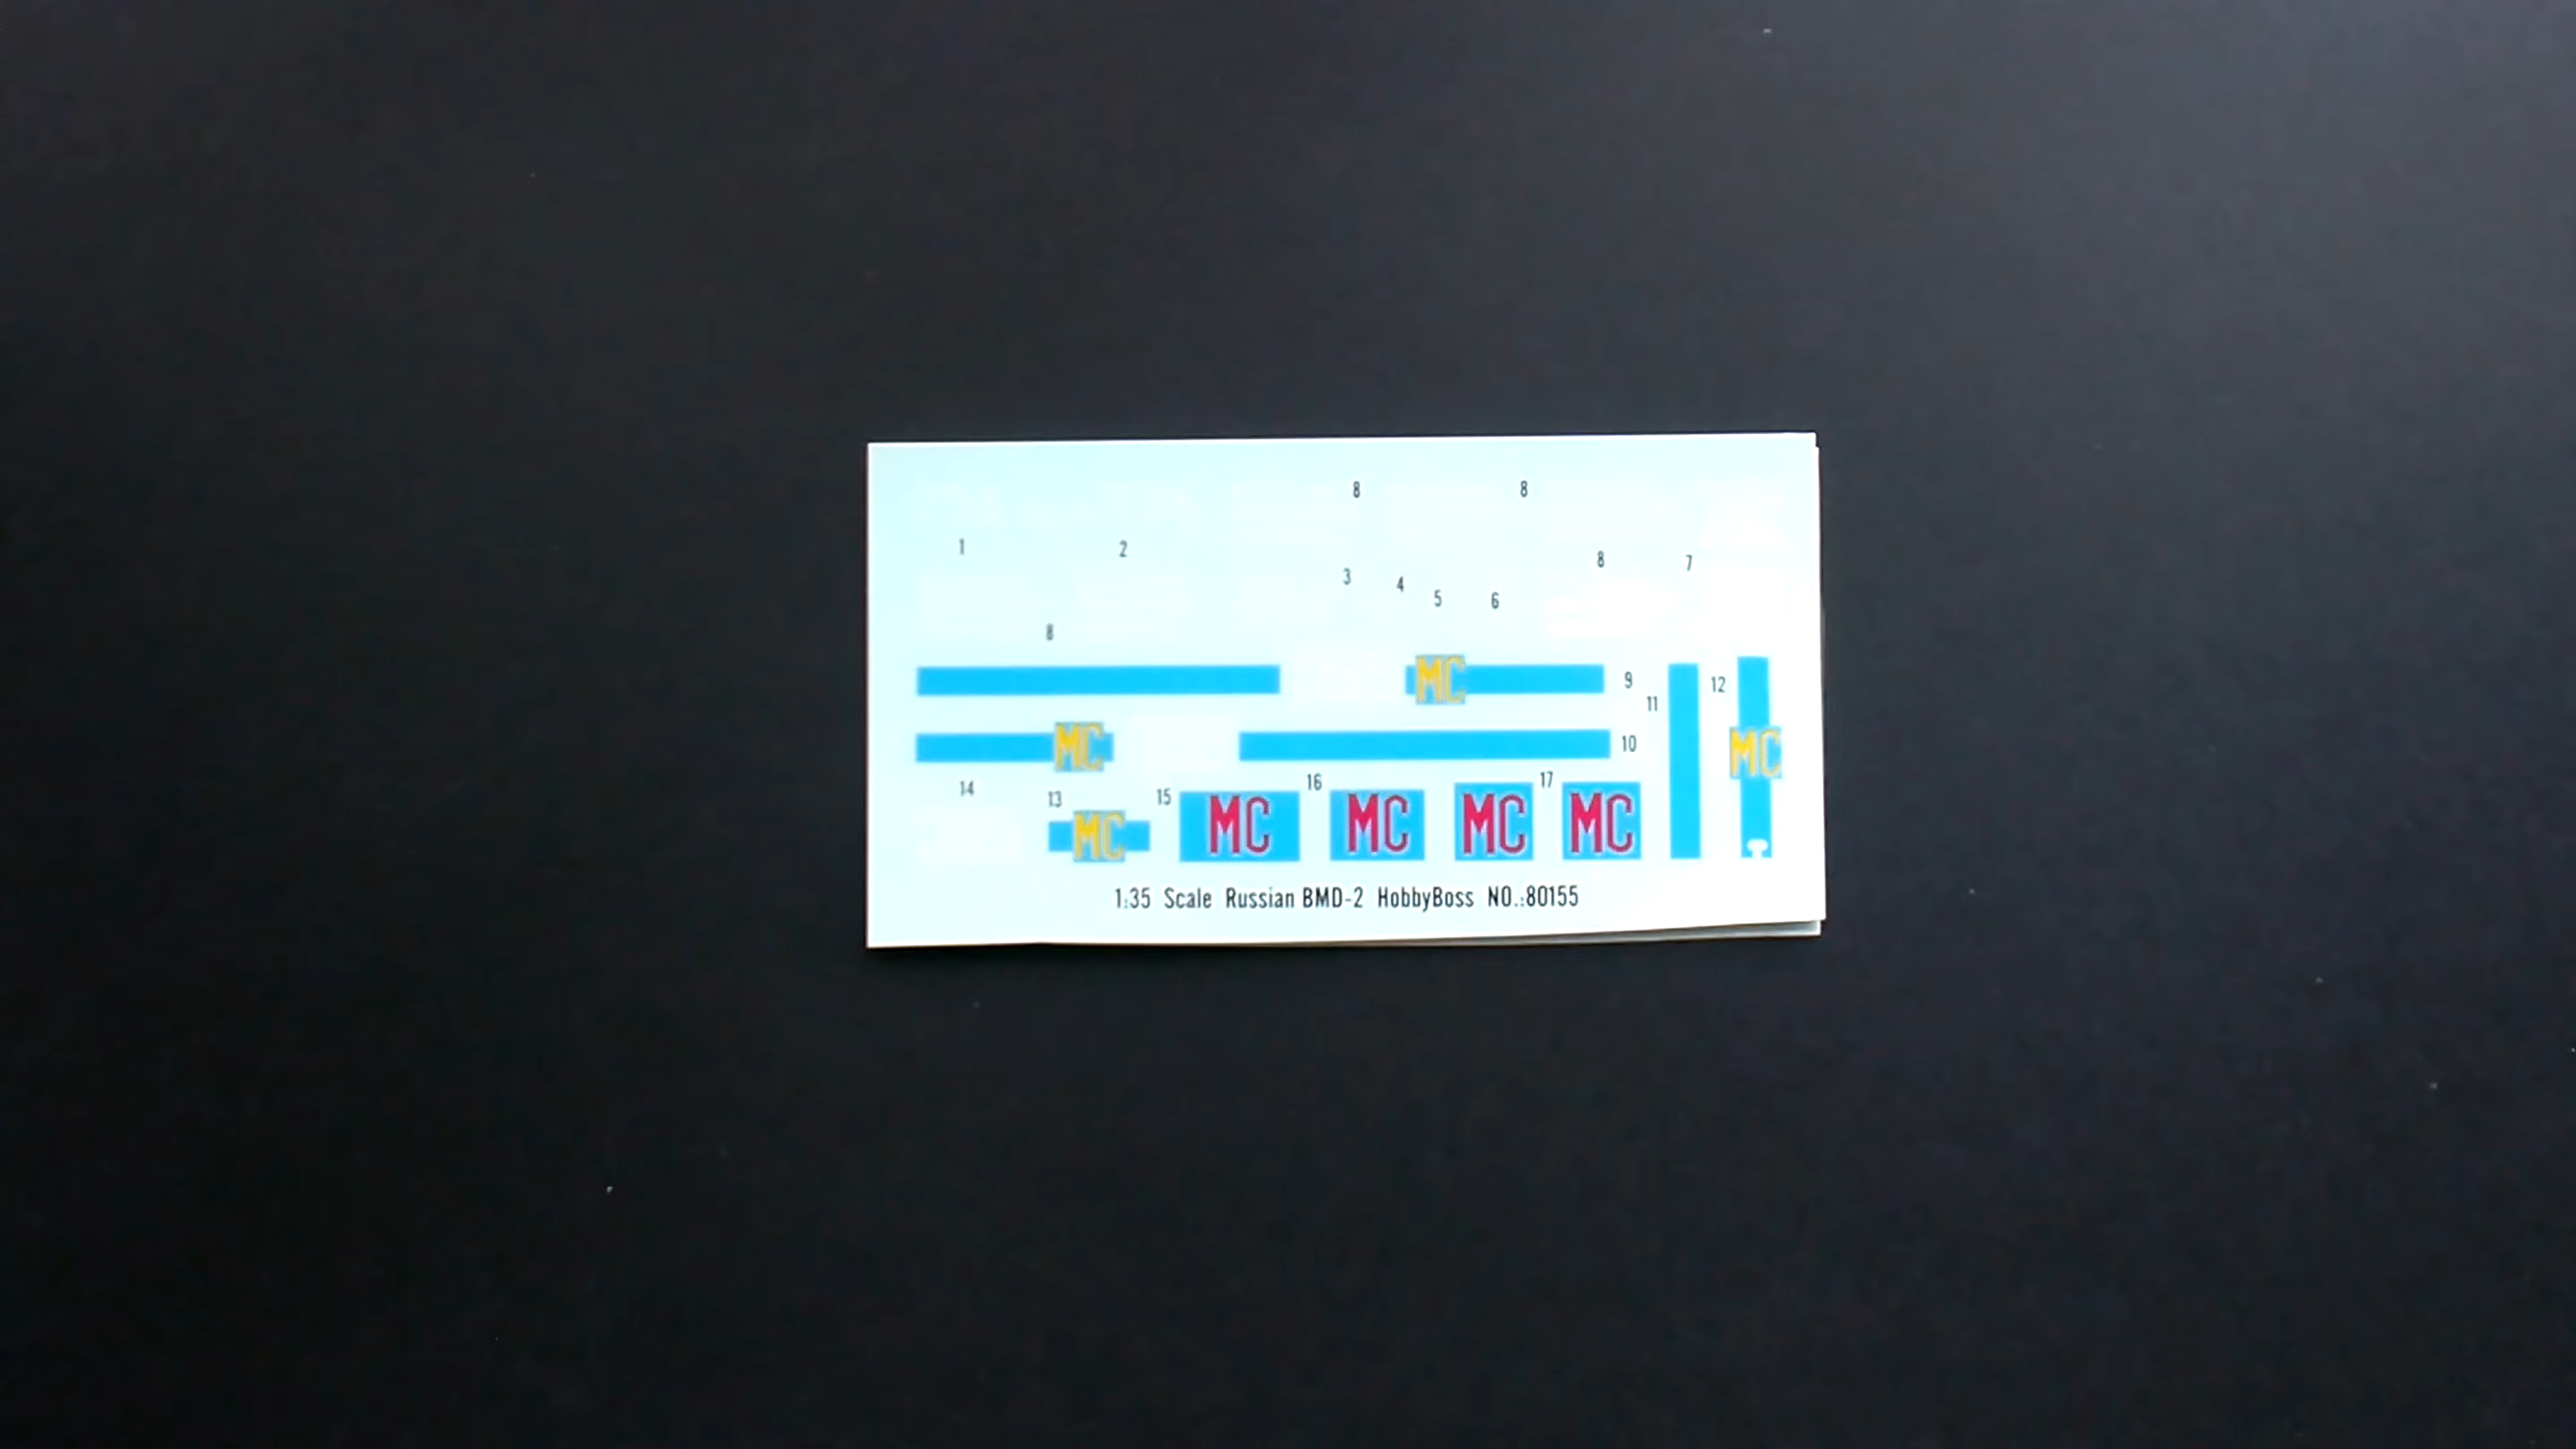 8 8
1 2 8 7
3 4 5 6
8
MC 9 11 12
MC 10 MC
14 13 15 16 17
MC MC MC MC MC
1:35 Scale Russian BMD-2 HobbyBoss NO.:80155